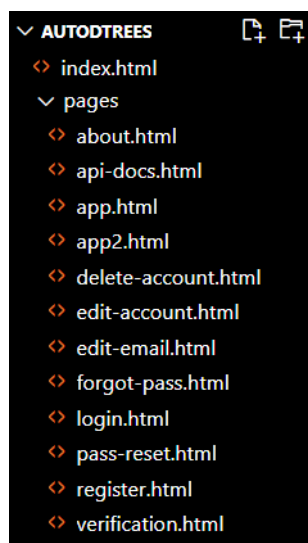 AUTODTREES
index.html
pages
about.html
api-docs.html
app.html
app2.html
delete-account.html
edit-account.html
edit-email.html
forgot-pass.html
login.html
pass-reset.html
register.html
verification.html